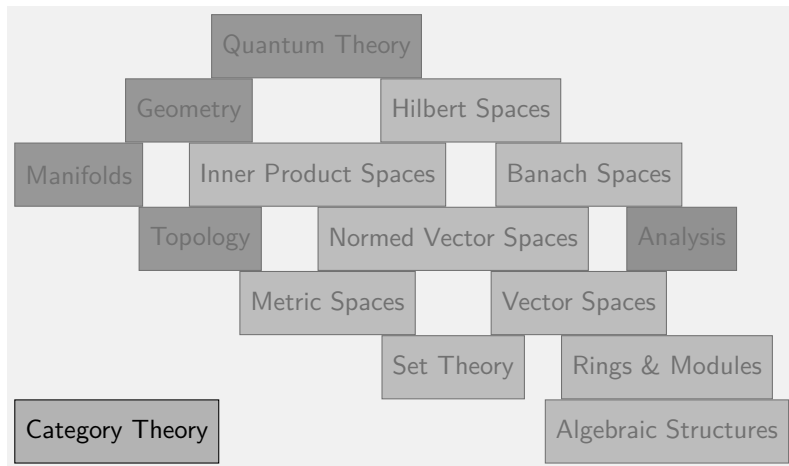 Quantum Theory
Geometry
Hilbert Spaces
Manifolds
Inner Product Spaces
Banach Spaces
Topology
Normed Vector Spaces
Analysis
Metric Spaces
Vector Spaces
Set Theory
Rings & Modules
Category Theory
Algebraic Structures